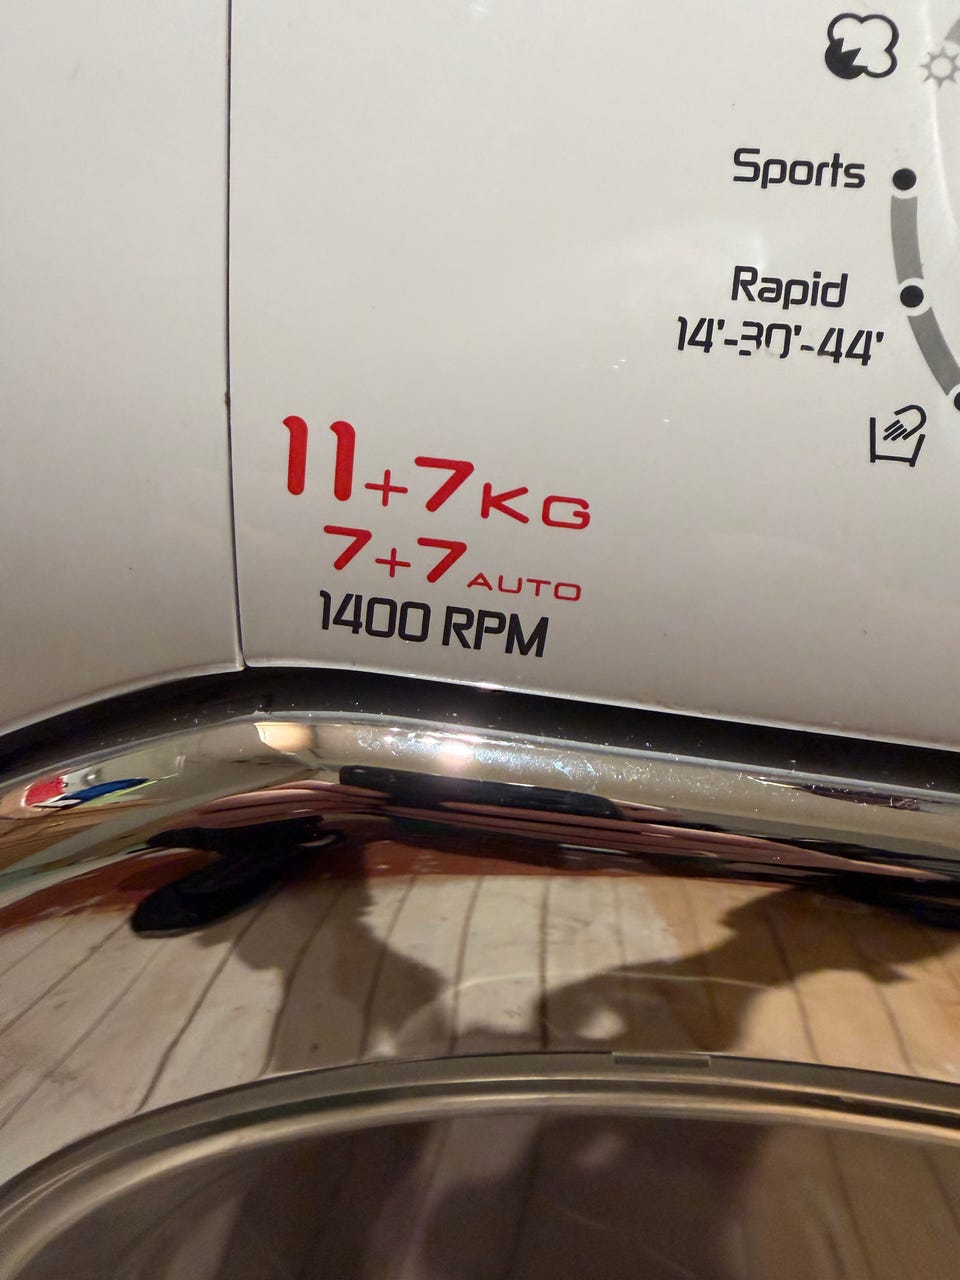 Sports
Rapid
14'-30'-44'
11+7KG
7+7AUTO
1400 RPM